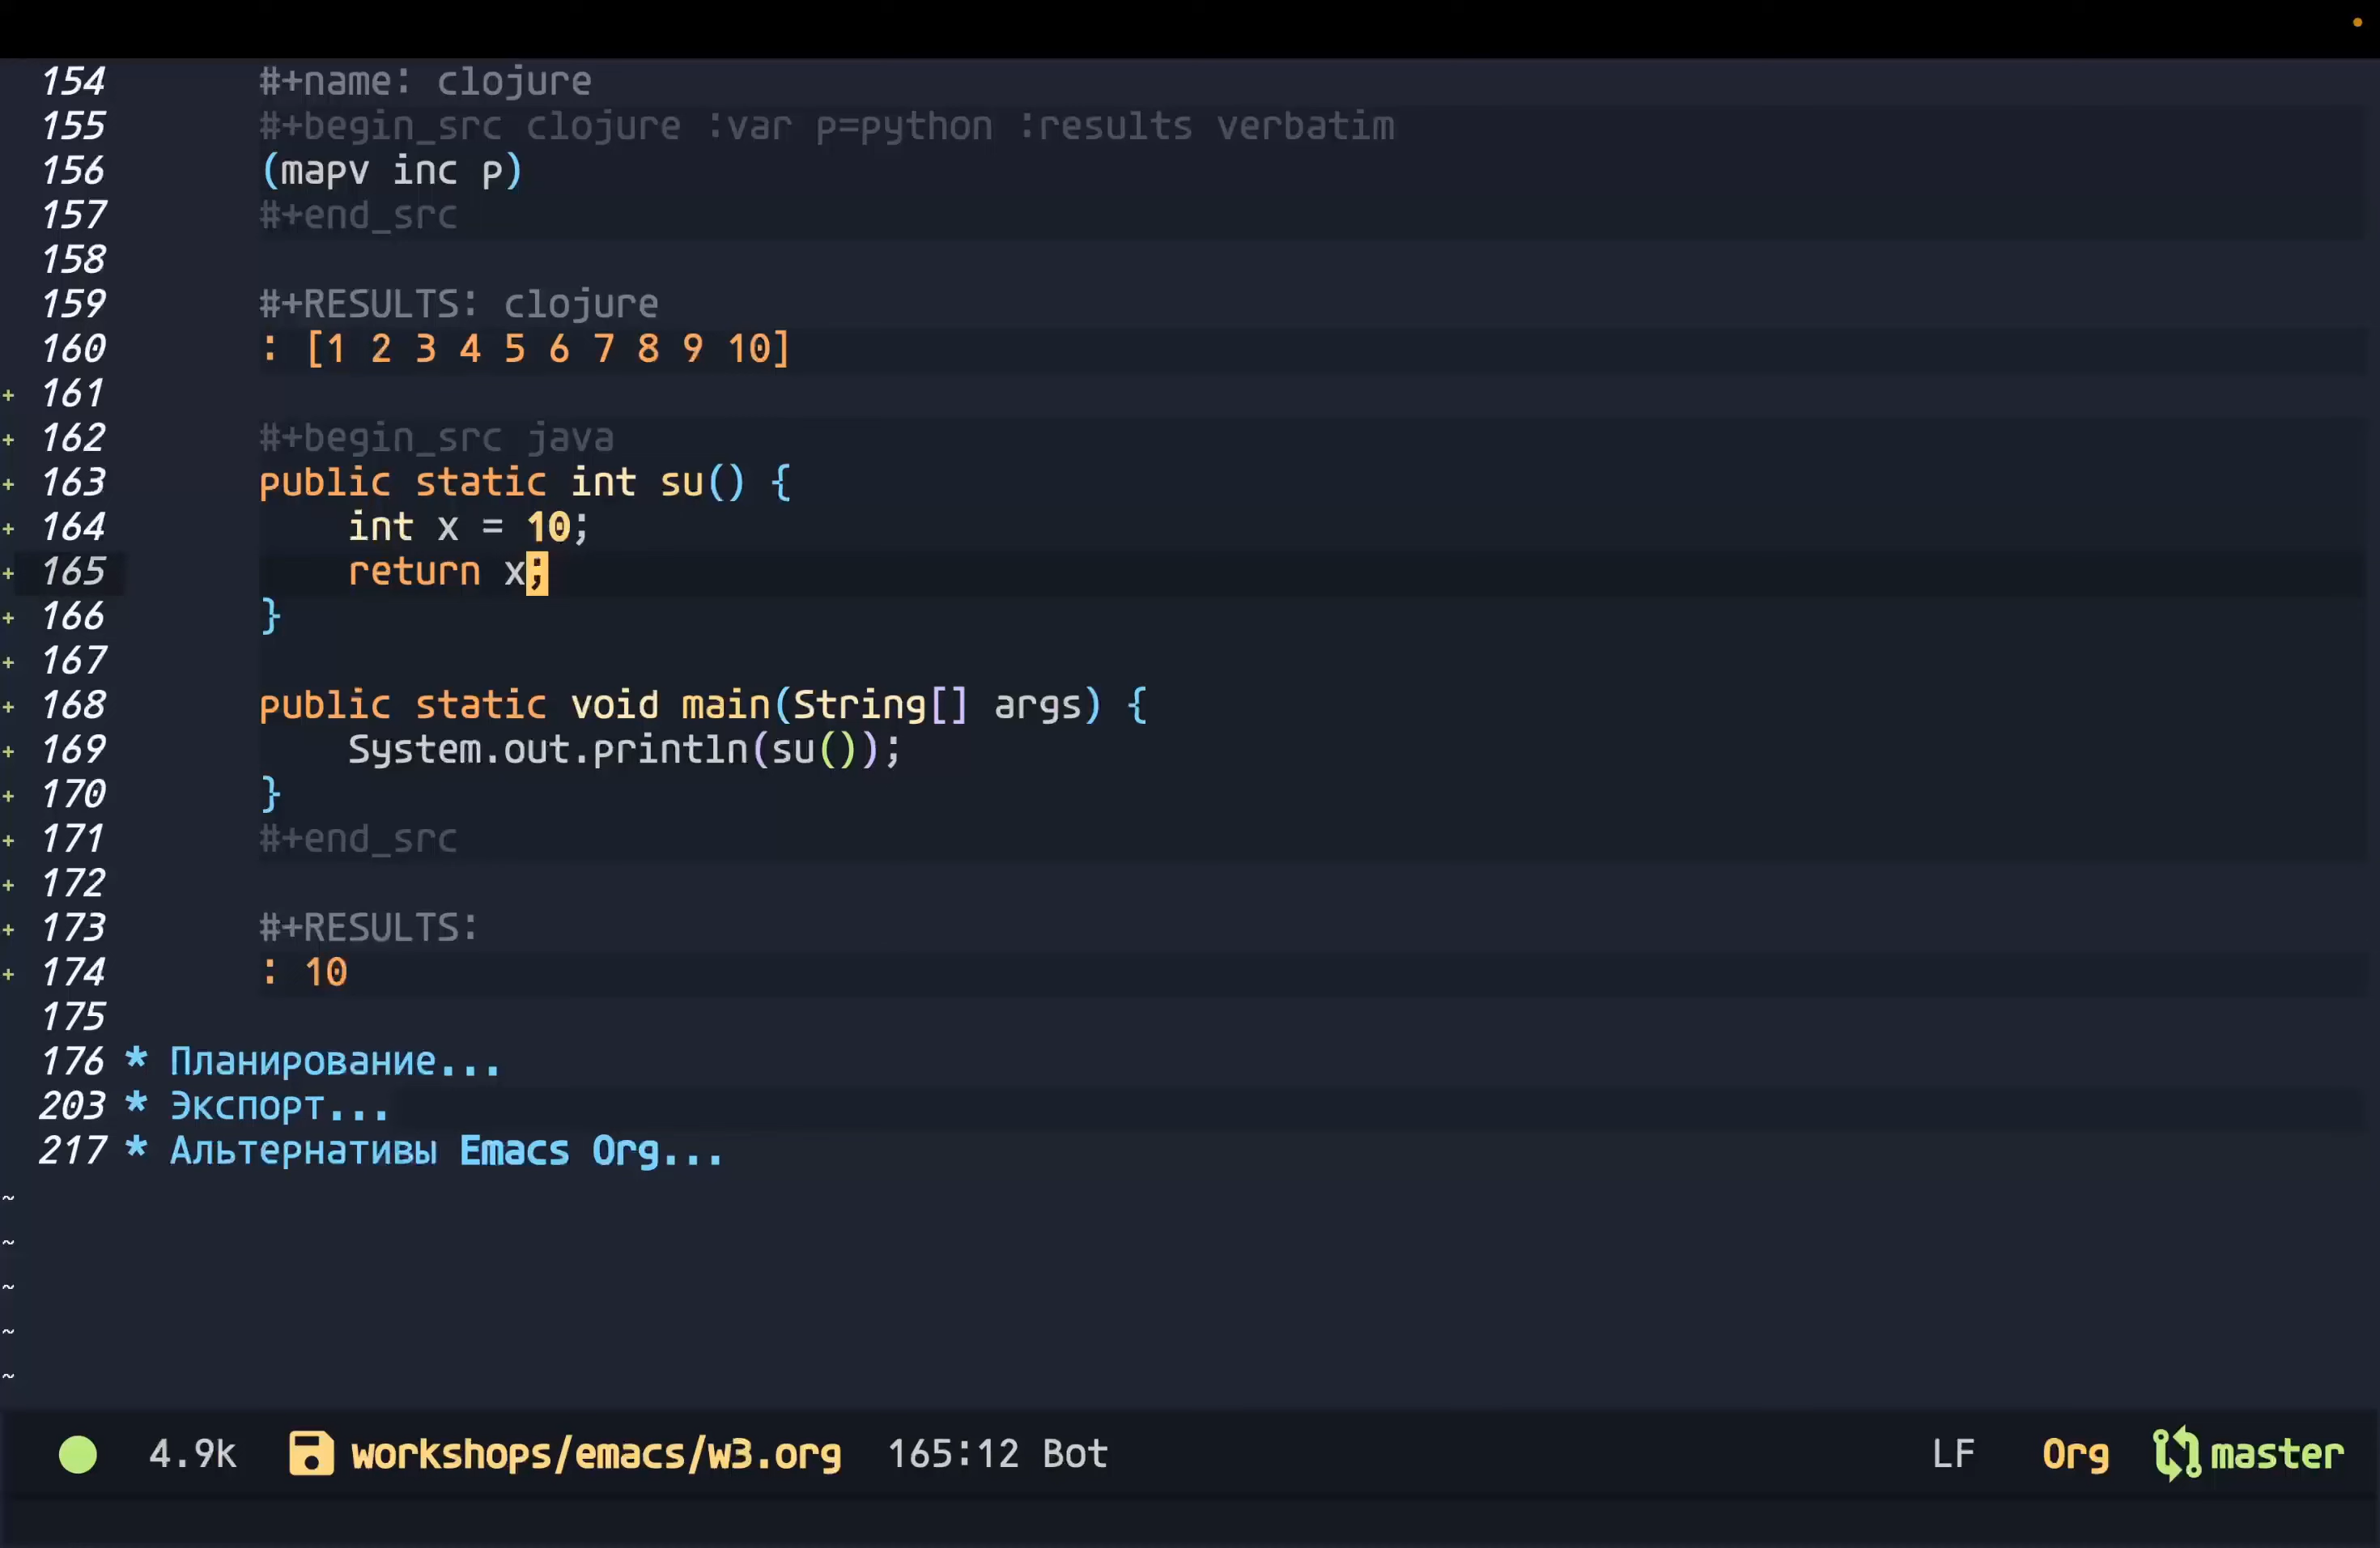 154 #+name: clojure
155 #+begin_src clojure :var p=python :results verbatim
156 (mapv inc p)
157 #+end_src
158
159 #+RESULTS: clojure
160 : [1 2 3 4 5 6 7 8 9 10]
+ 161
+ 162 #+begin_src java
+ 163 public static int su() {
+ 164     int x = 10;
+ 165     return x;
+ 166 }
+ 167
+ 168 public static void main(String[] args) {
+ 169     System.out.println(su());
+ 170 }
+ 171 #+end_src
+ 172
+ 173 #+RESULTS:
+ 174 : 10
175
176 * Планирование...
203 * Экспорт...
217 * Альтернативы Emacs Org...
~
~
~
~
~
4.9k workshops/emacs/w3.org 165:12 Bot LF Org master